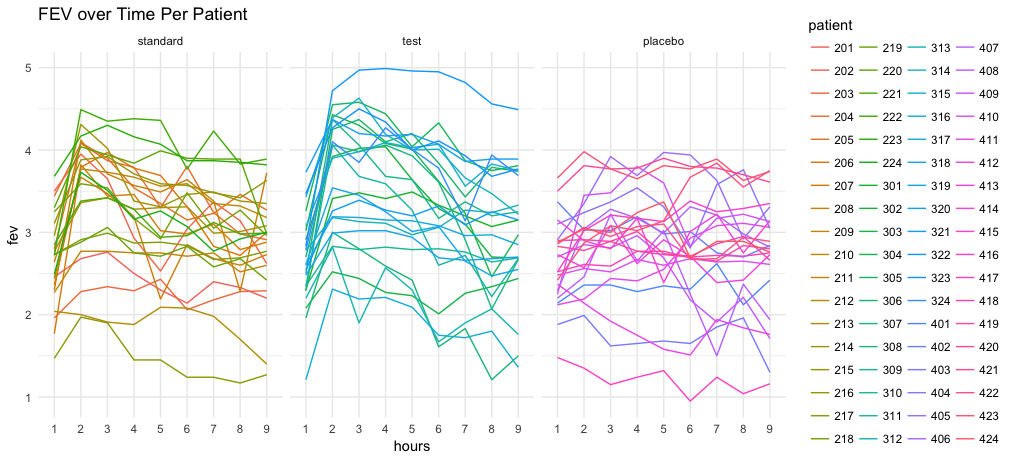 FEV over Time Per Patient
standard test placebo
fev
5
4
3
2
1
1 2 3 4 5 6 7 8 9 1 2 3 4 5 6 7 8 9 1 2 3 4 5 6 7 8 9
hours
patient
201 219 313 407
202 220 314 408
203 221 315 409
204 222 316 410
205 223 317 411
206 224 318 412
207 301 319 413
208 302 320 414
209 303 321 415
210 304 322 416
211 305 323 417
212 306 324 418
213 307 401 419
214 308 402 420
215 309 403 421
216 310 404 422
217 311 405 423
218 312 406 424